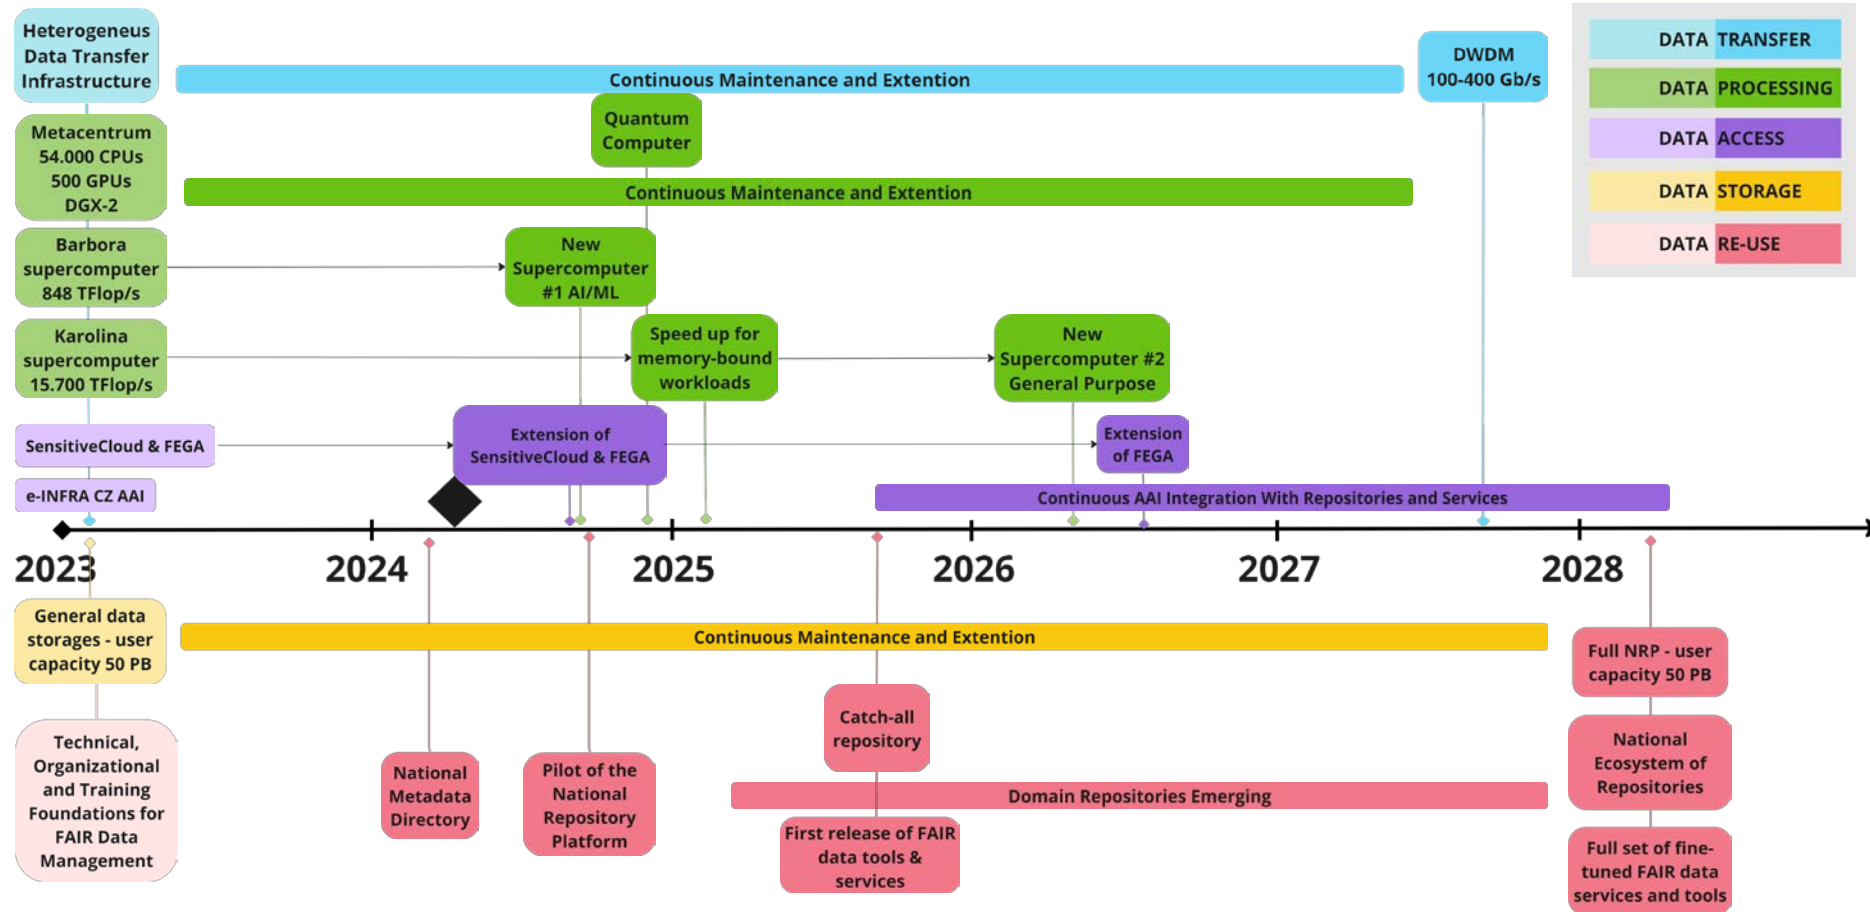 Heterogeneus
Data Transfer
Infrastructure
Continuous Maintenance and Extention
DWDM
100-400 Gb/s
DATA TRANSFER
DATA PROCESSING
DATA ACCESS
DATA STORAGE
DATA RE-USE
Metacentrum
54.000 CPUs
500 GPUs
DGX-2
Quantum
Computer
Continuous Maintenance and Extention
Barbora
supercomputer
848 TFlop/s
New
Supercomputer
#1 AI/ML
Karolina
supercomputer
15.700 TFlop/s
Speed up for
memory-bound
workloads
New
Supercomputer #2
General Purpose
SensitiveCloud & FEGA
Extension of
SensitiveCloud & FEGA
Extension
of FEGA
e-INFRA CZ AAI
Continuous AAI Integration With Repositories and Services
2023
2024
2025
2026
2027
2028
General data
storages - user
capacity 50 PB
Continuous Maintenance and Extention
Full NRP - user
capacity 50 PB
Technical,
Organizational
and Training
Foundations for
FAIR Data
Management
National
Metadada
Directory
Pilot of the
National
Repository
Platform
Catch-all
repository
Domain Repositories Emerging
First release of FAIR
data tools &
services
National
Ecosystem of
Repositories
Full set of fine-
tuned FAIR data
services and tools